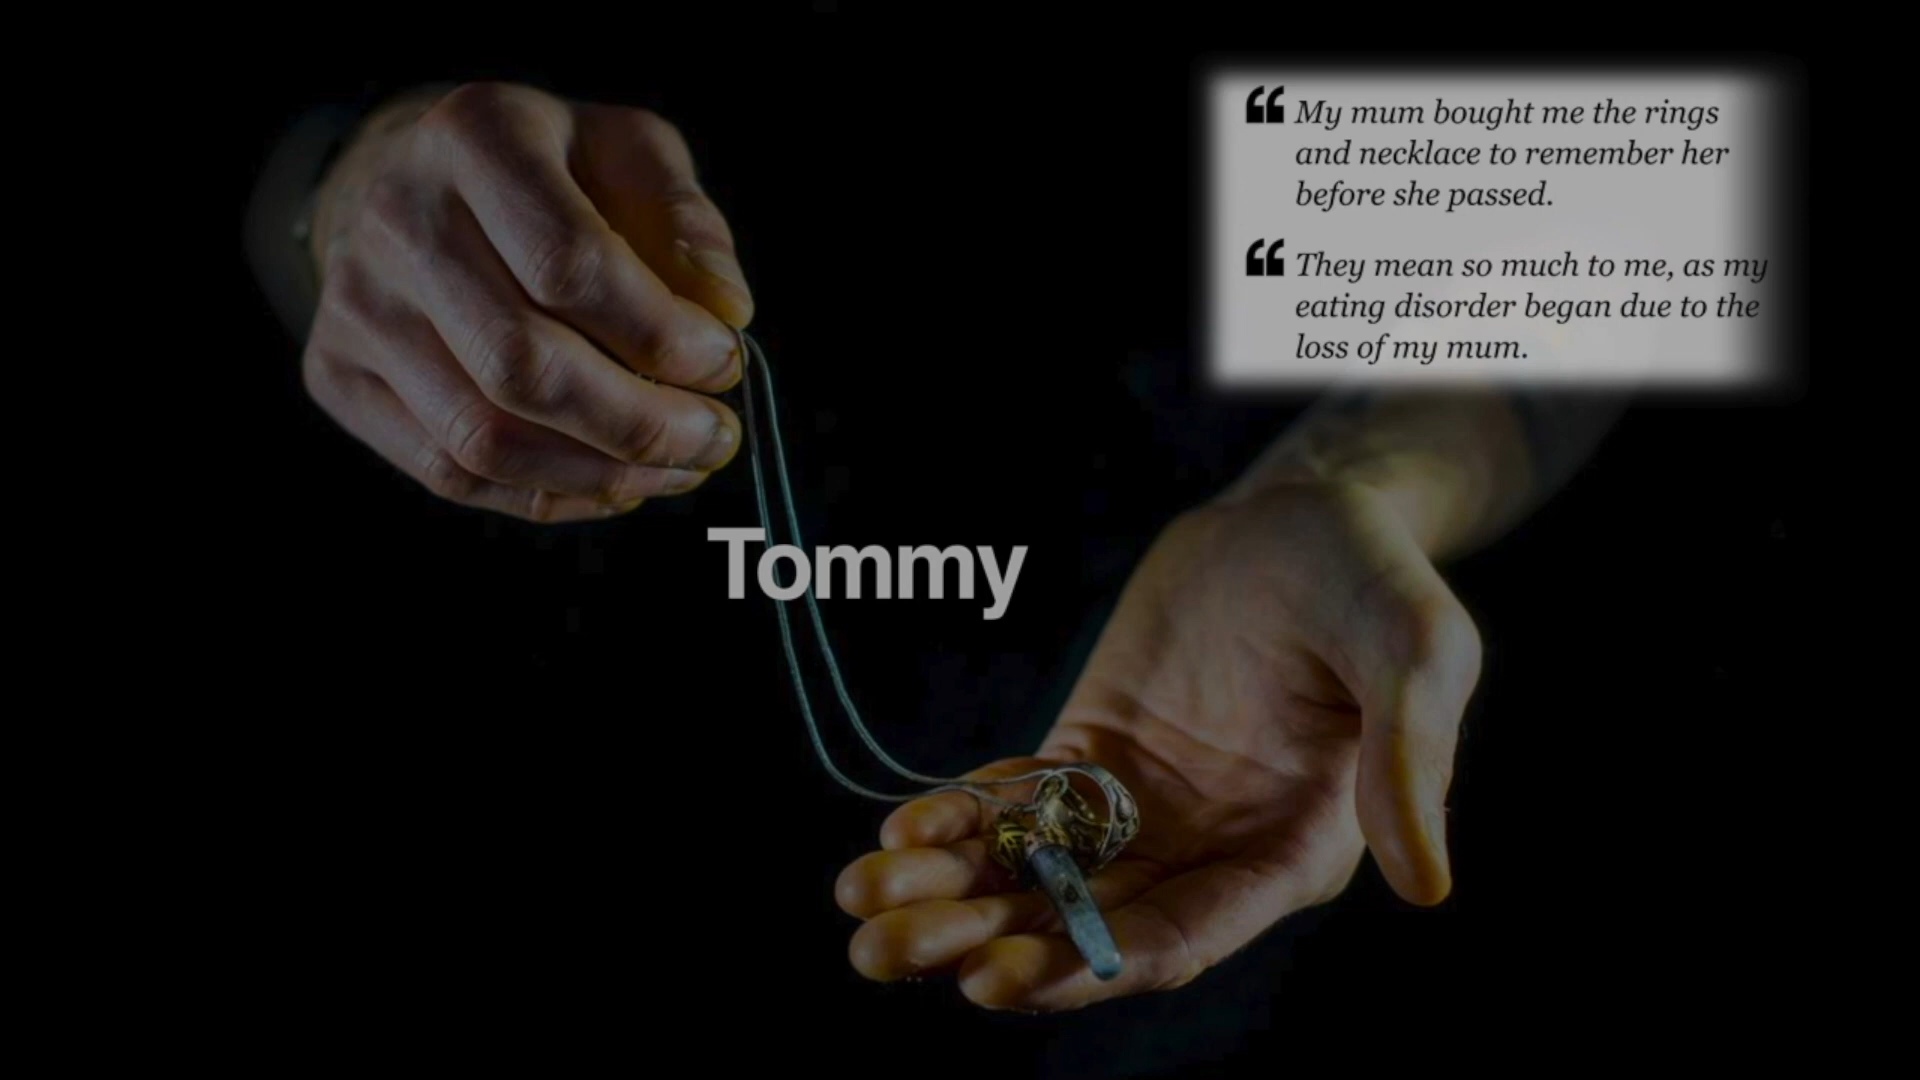 ❝ My mum bought me the rings
and necklace to remember her
before she passed.
❝ They mean so much to me, as my
eating disorder began due to the
loss of my mum.
Tommy